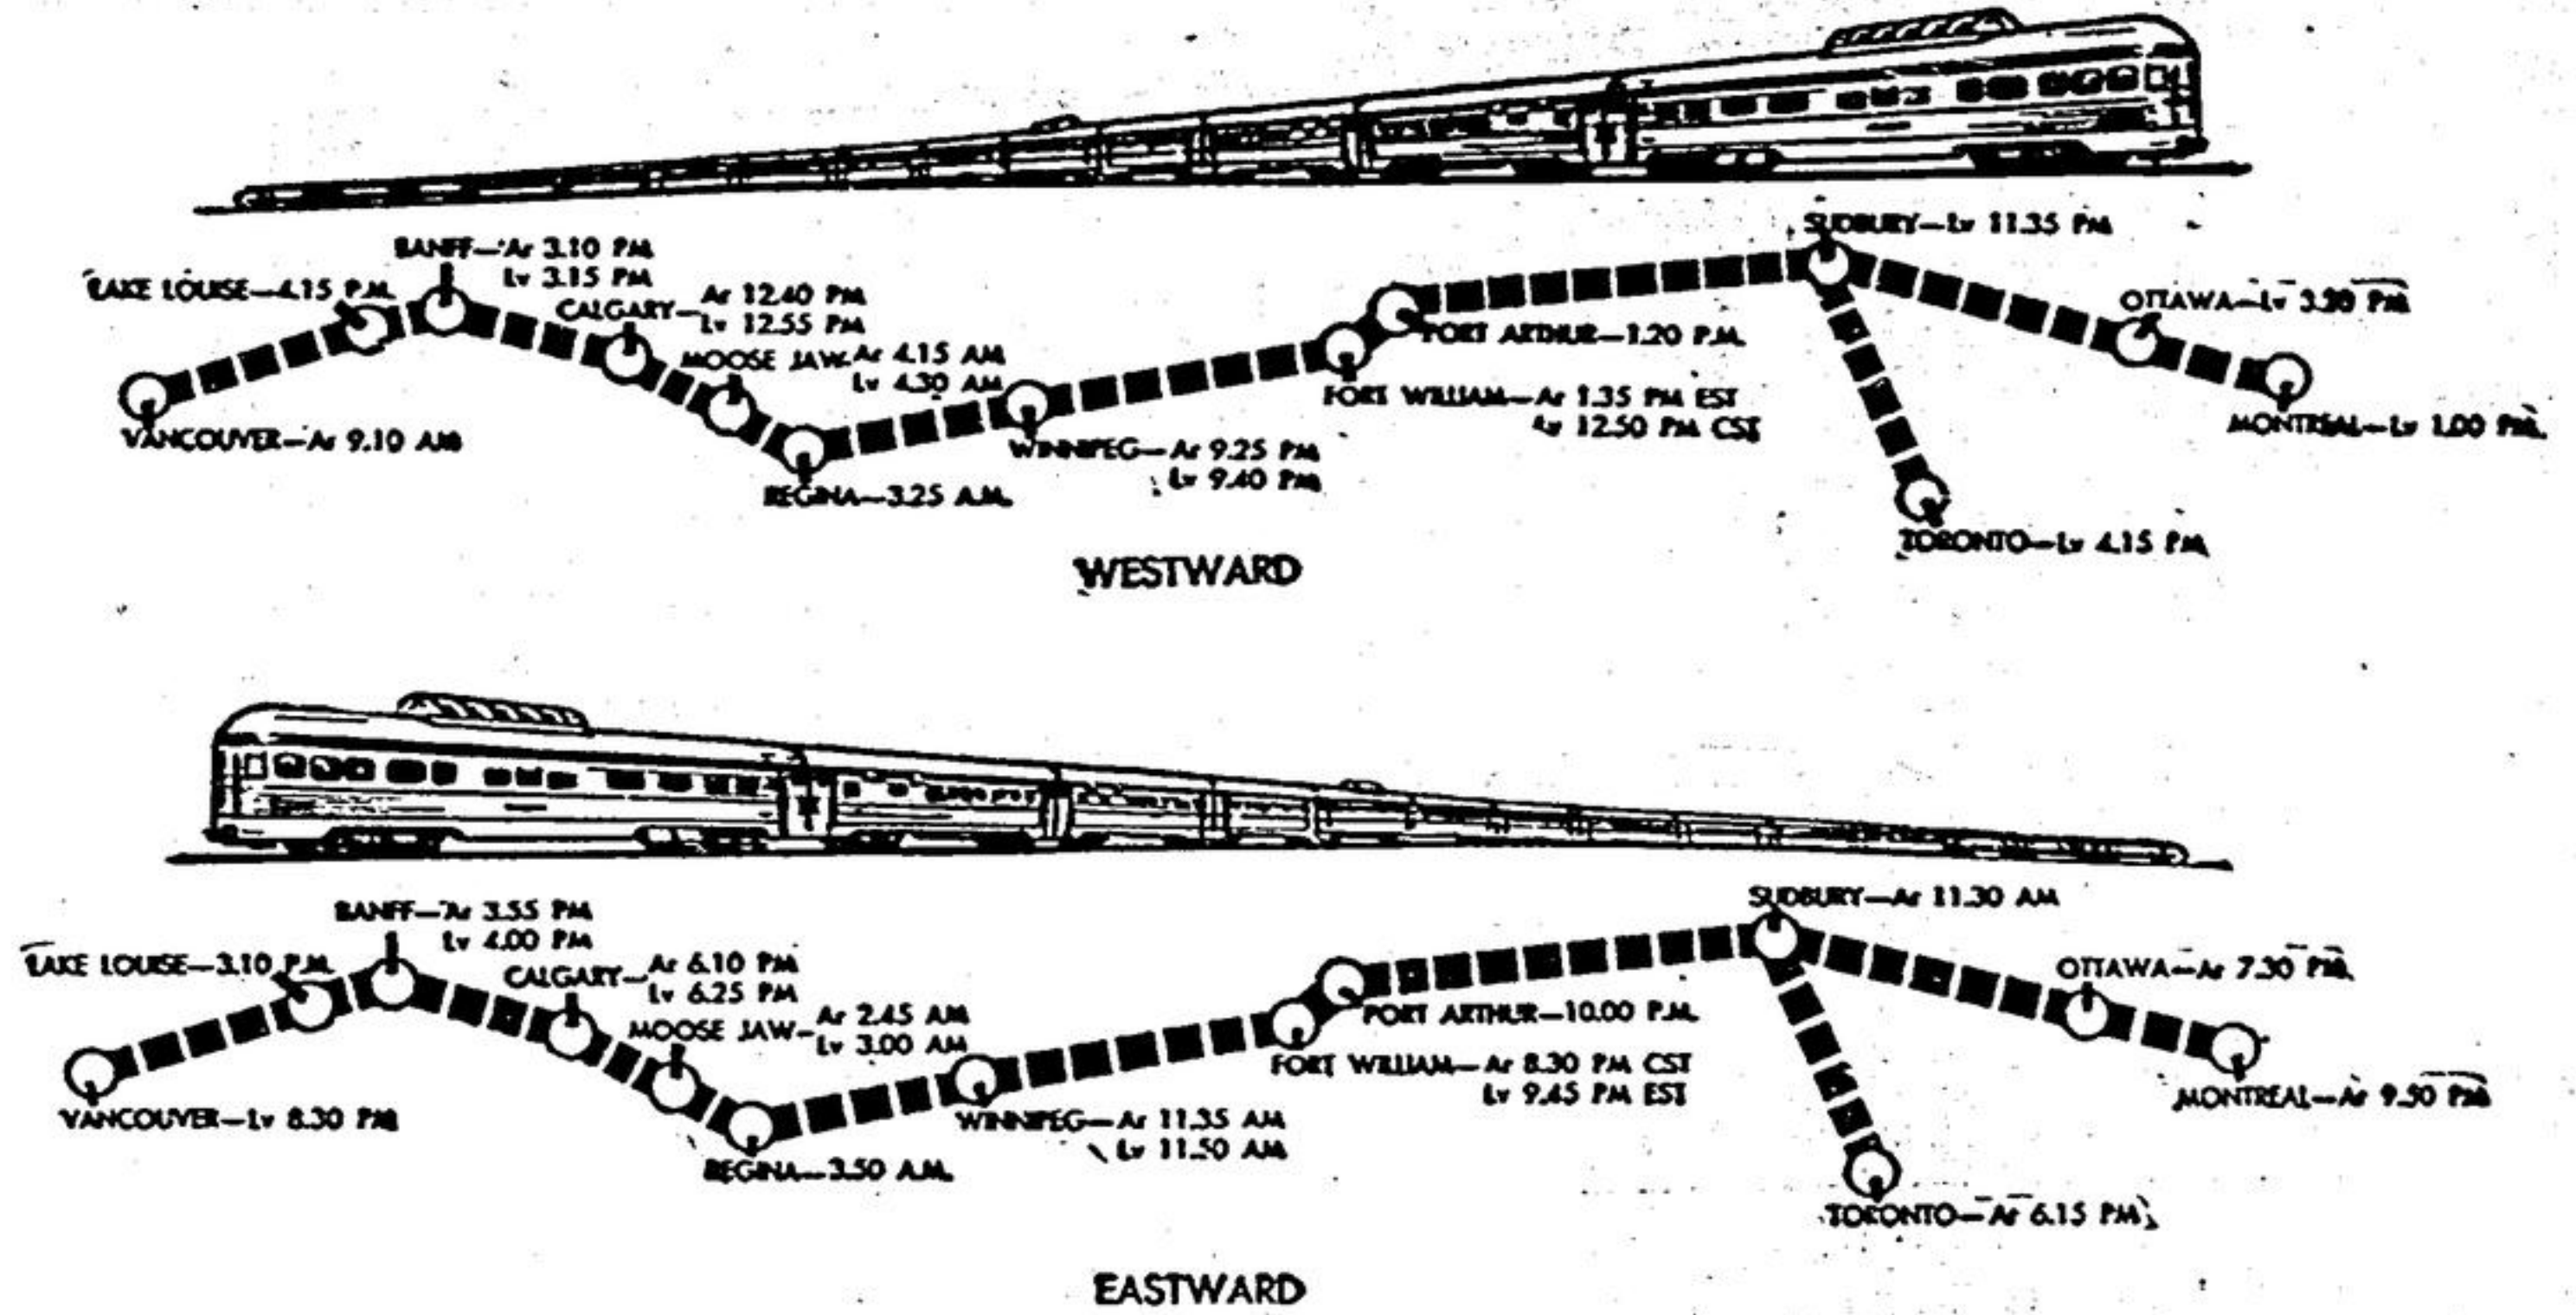 SUDBURY—Lv 11.35 PM
BANFF—Ar 3.10 PM
Lv 3.15 PM
LAKE LOUISE—4.15 P.M.
CALGARY—Ar 12.40 PM
Lv 12.55 PM
OTTAWA—Lv 3.20 PM
PORT ARTHUR—1.20 P.M.
MOOSE JAW—Ar 4.15 AM
Lv 4.30 AM
FORT WILLIAM—Ar 1.35 PM EST
Lv 12.50 PM CST
MONTREAL—Lv 1.00 PM.
VANCOUVER—Ar 9.10 AM
WINNIPEG—Ar 9.25 PM
Lv 9.40 PM
REGINA—3.25 A.M.
TORONTO—Lv 4.15 PM
WESTWARD
SUDBURY—Ar 11.30 AM
BANFF—Ar 3.55 PM
Lv 4.00 PM
LAKE LOUISE—3.10 P.M.
CALGARY—Ar 6.10 PM
Lv 6.25 PM
OTTAWA—Ar 7.30 PM.
MOOSE JAW—Ar 2.45 AM
Lv 3.00 AM
PORT ARTHUR—10.00 P.M.
FORT WILLIAM—Ar 8.30 PM CST
Lv 9.45 PM EST
MONTREAL—Ar 9.50 PM
VANCOUVER—Lv 8.30 PM
WINNIPEG—Ar 11.35 AM
Lv 11.50 AM
REGINA—3.50 A.M.
TORONTO—Ar 6.15 PM
EASTWARD